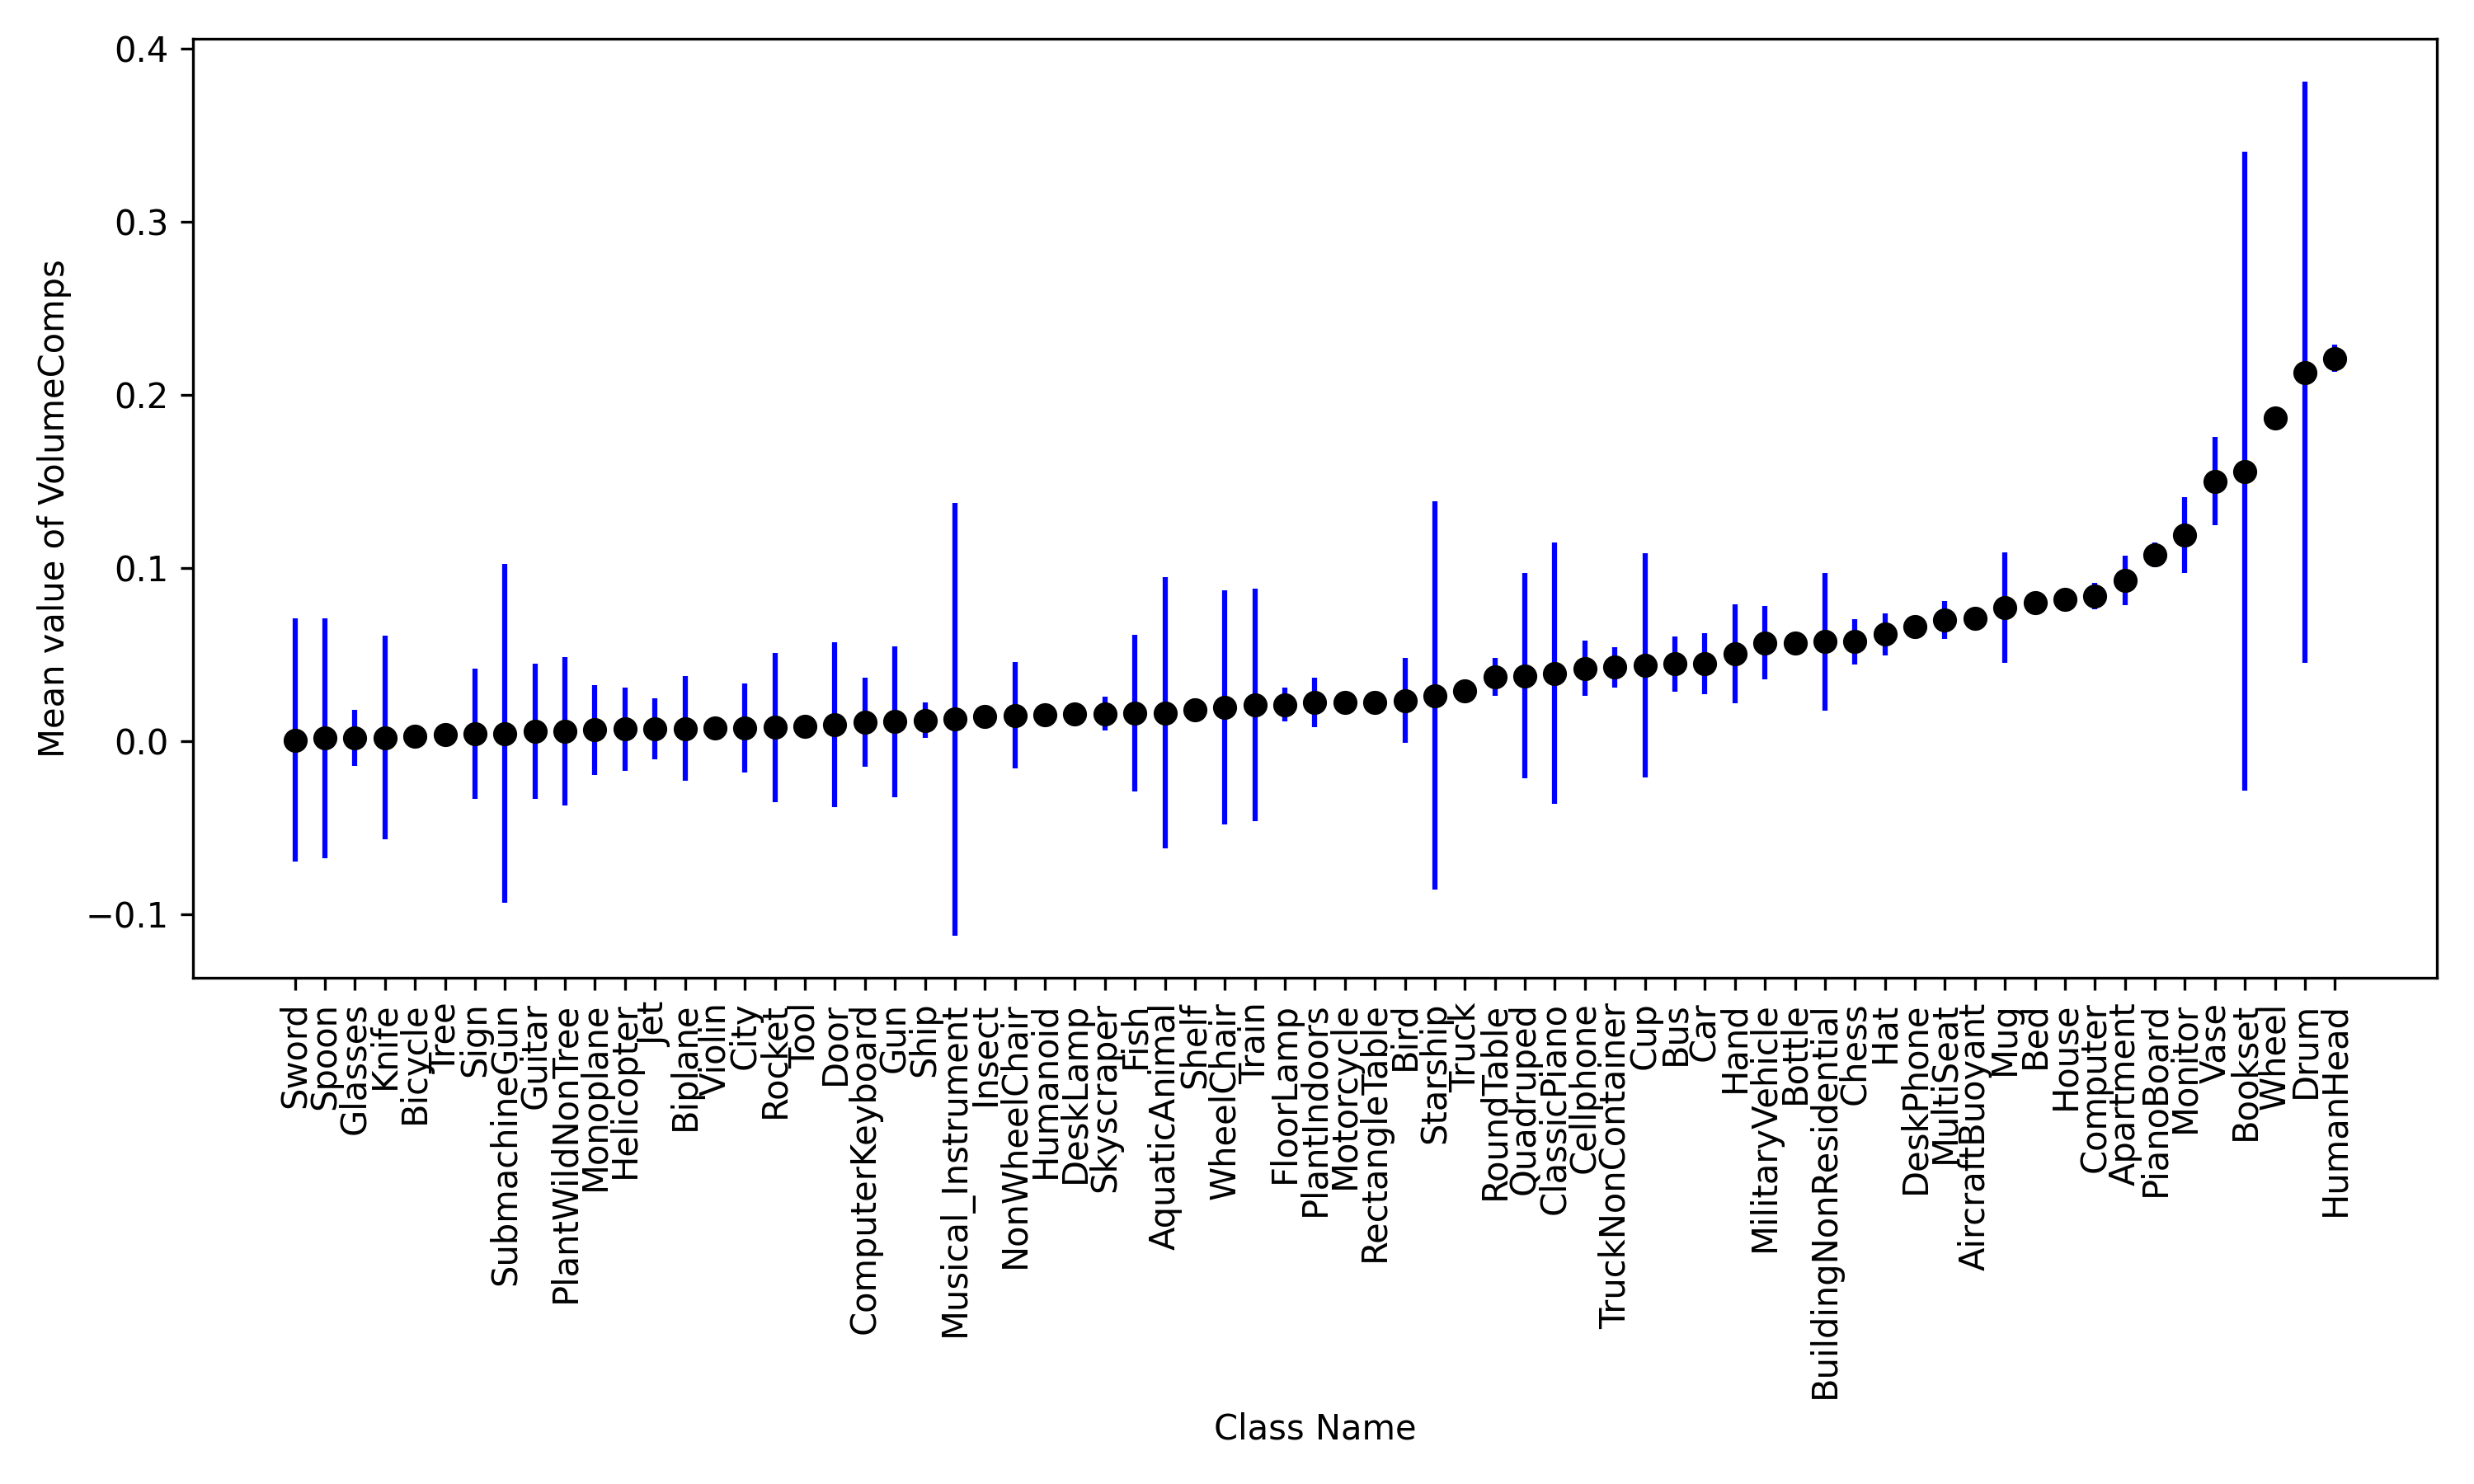 0.4
0.3
0.2
0.1
0.0
−0.1
Mean value of VolumeComps
Sword
Spoon
Glasses
Knife
Bicycle
Tree
Sign
SubmachineGun
Guitar
PlantWildNonTree
Monoplane
Helicopter
Jet
Biplane
Violin
City
Rocket
Tool
Door
ComputerKeyboard
Gun
Ship
Musical_Instrument
Insect
NonWheelChair
Humanoid
DeskLamp
Skyscraper
Fish
AquaticAnimal
Shelf
WheelChair
Train
FloorLamp
PlantIndoors
Motorcycle
RectangleTable
Bird
Starship
Truck
RoundTable
Quadruped
ClassicPiano
Cellphone
TruckNonContainer
Cup
Bus
Car
Hand
MilitaryVehicle
Bottle
BuildingNonResidential
Chess
Hat
DeskPhone
MultiSeat
AircraftBuoyant
Mug
Bed
House
Computer
Apartment
PianoBoard
Monitor
Vase
Bookset
Wheel
Drum
HumanHead
Class Name